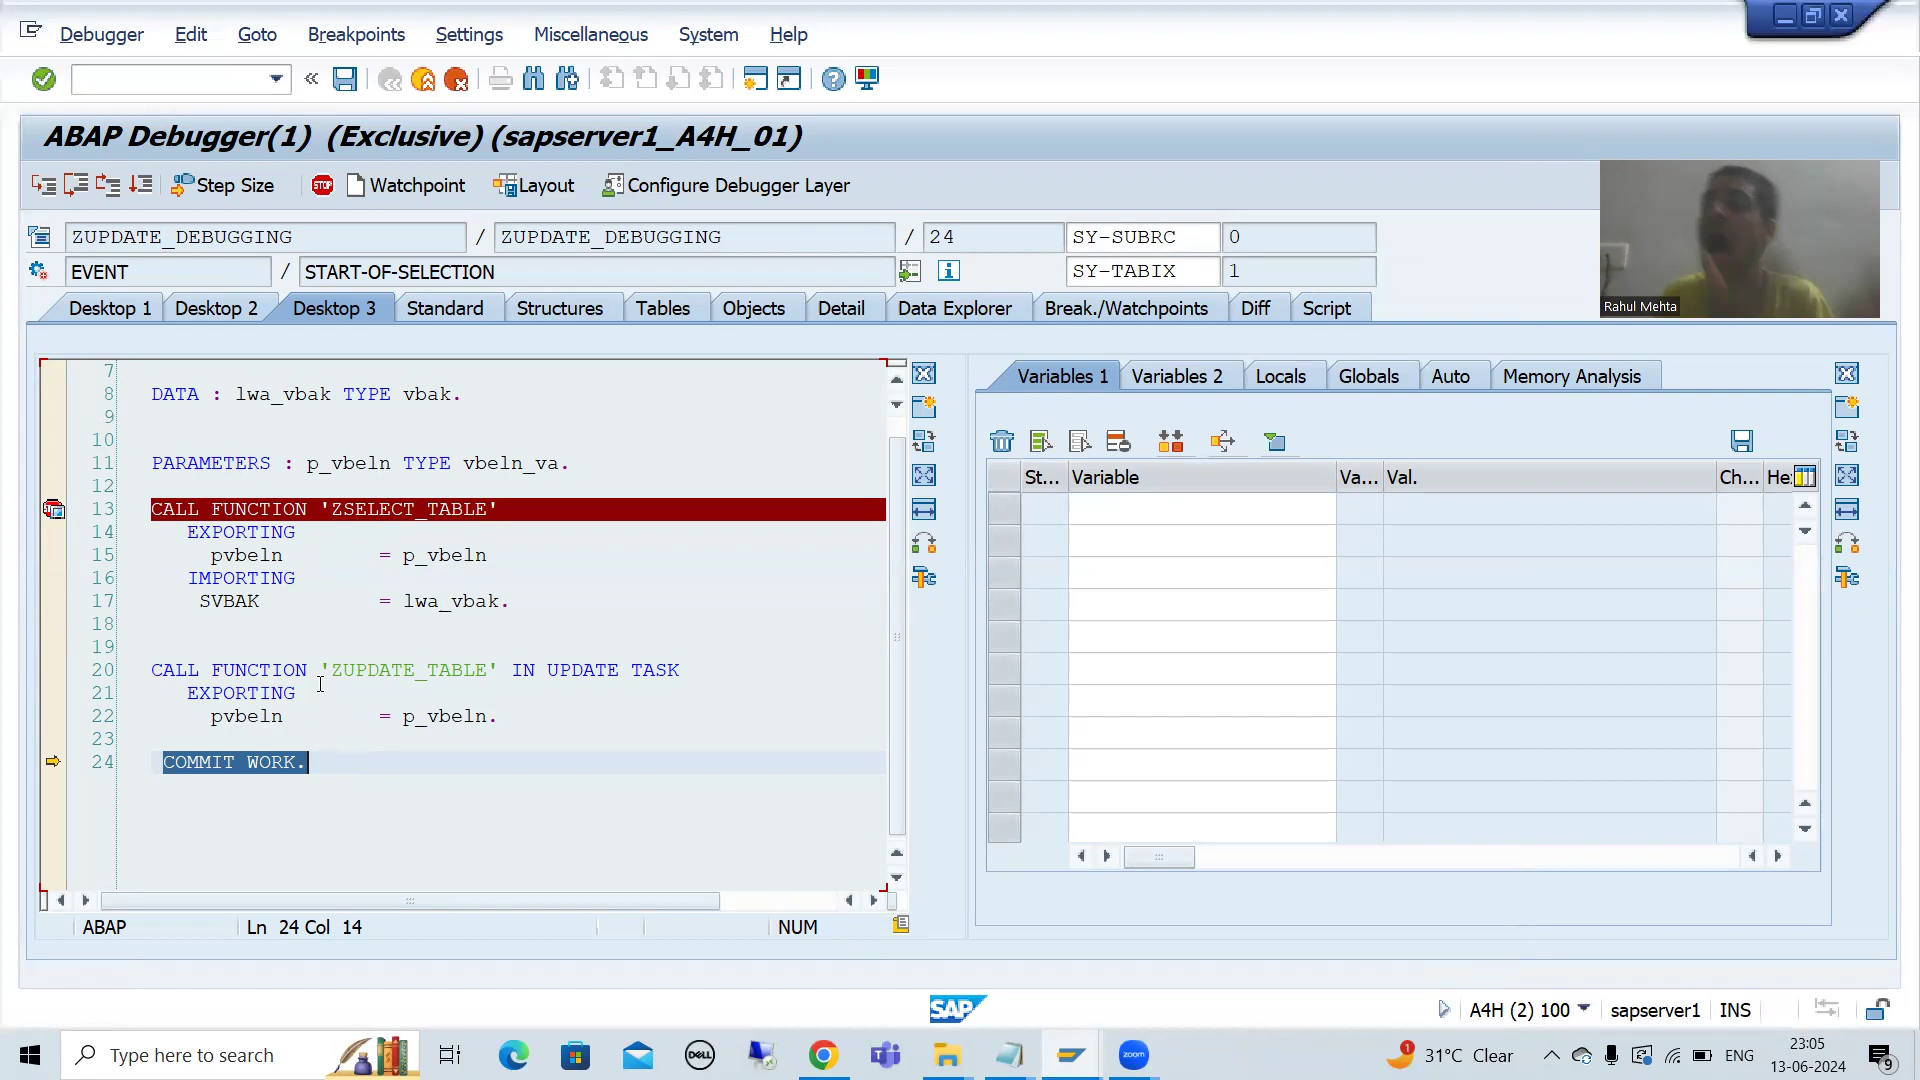 Debugger Edit Goto Breakpoints Settings Miscellaneous System Help
ABAP Debugger(1) (Exclusive) (sapserver1_A4H_01)
Step Size STOP Watchpoint Layout Configure Debugger Layer
ZUPDATE_DEBUGGING / ZUPDATE_DEBUGGING / 24 SY-SUBRC 0
EVENT / START-OF-SELECTION SY-TABIX 1
Rahul Mehta
Desktop 1 Desktop 2 Desktop 3 Standard Structures Tables Objects Detail Data Explorer Break./Watchpoints Diff Script
7
8 DATA : lwa_vbak TYPE vbak.
9
10
11 PARAMETERS : p_vbeln TYPE vbeln_va.
12
13 CALL FUNCTION 'ZSELECT_TABLE'
14 EXPORTING
15 pvbeln = p_vbeln
16 IMPORTING
17 SVBAK = lwa_vbak.
18
19
20 CALL FUNCTION 'ZUPDATE_TABLE' IN UPDATE TASK
21 EXPORTING
22 pvbeln = p_vbeln.
23
24 COMMIT WORK.
ABAP Ln 24 Col 14 NUM
Variables 1 Variables 2 Locals Globals Auto Memory Analysis
St... Variable Va... Val. Ch... He
SAP
A4H (2) 100 sapserver1 INS
Type here to search
DELL
zoom
1
31°C Clear
ENG
23:05
13-06-2024
9